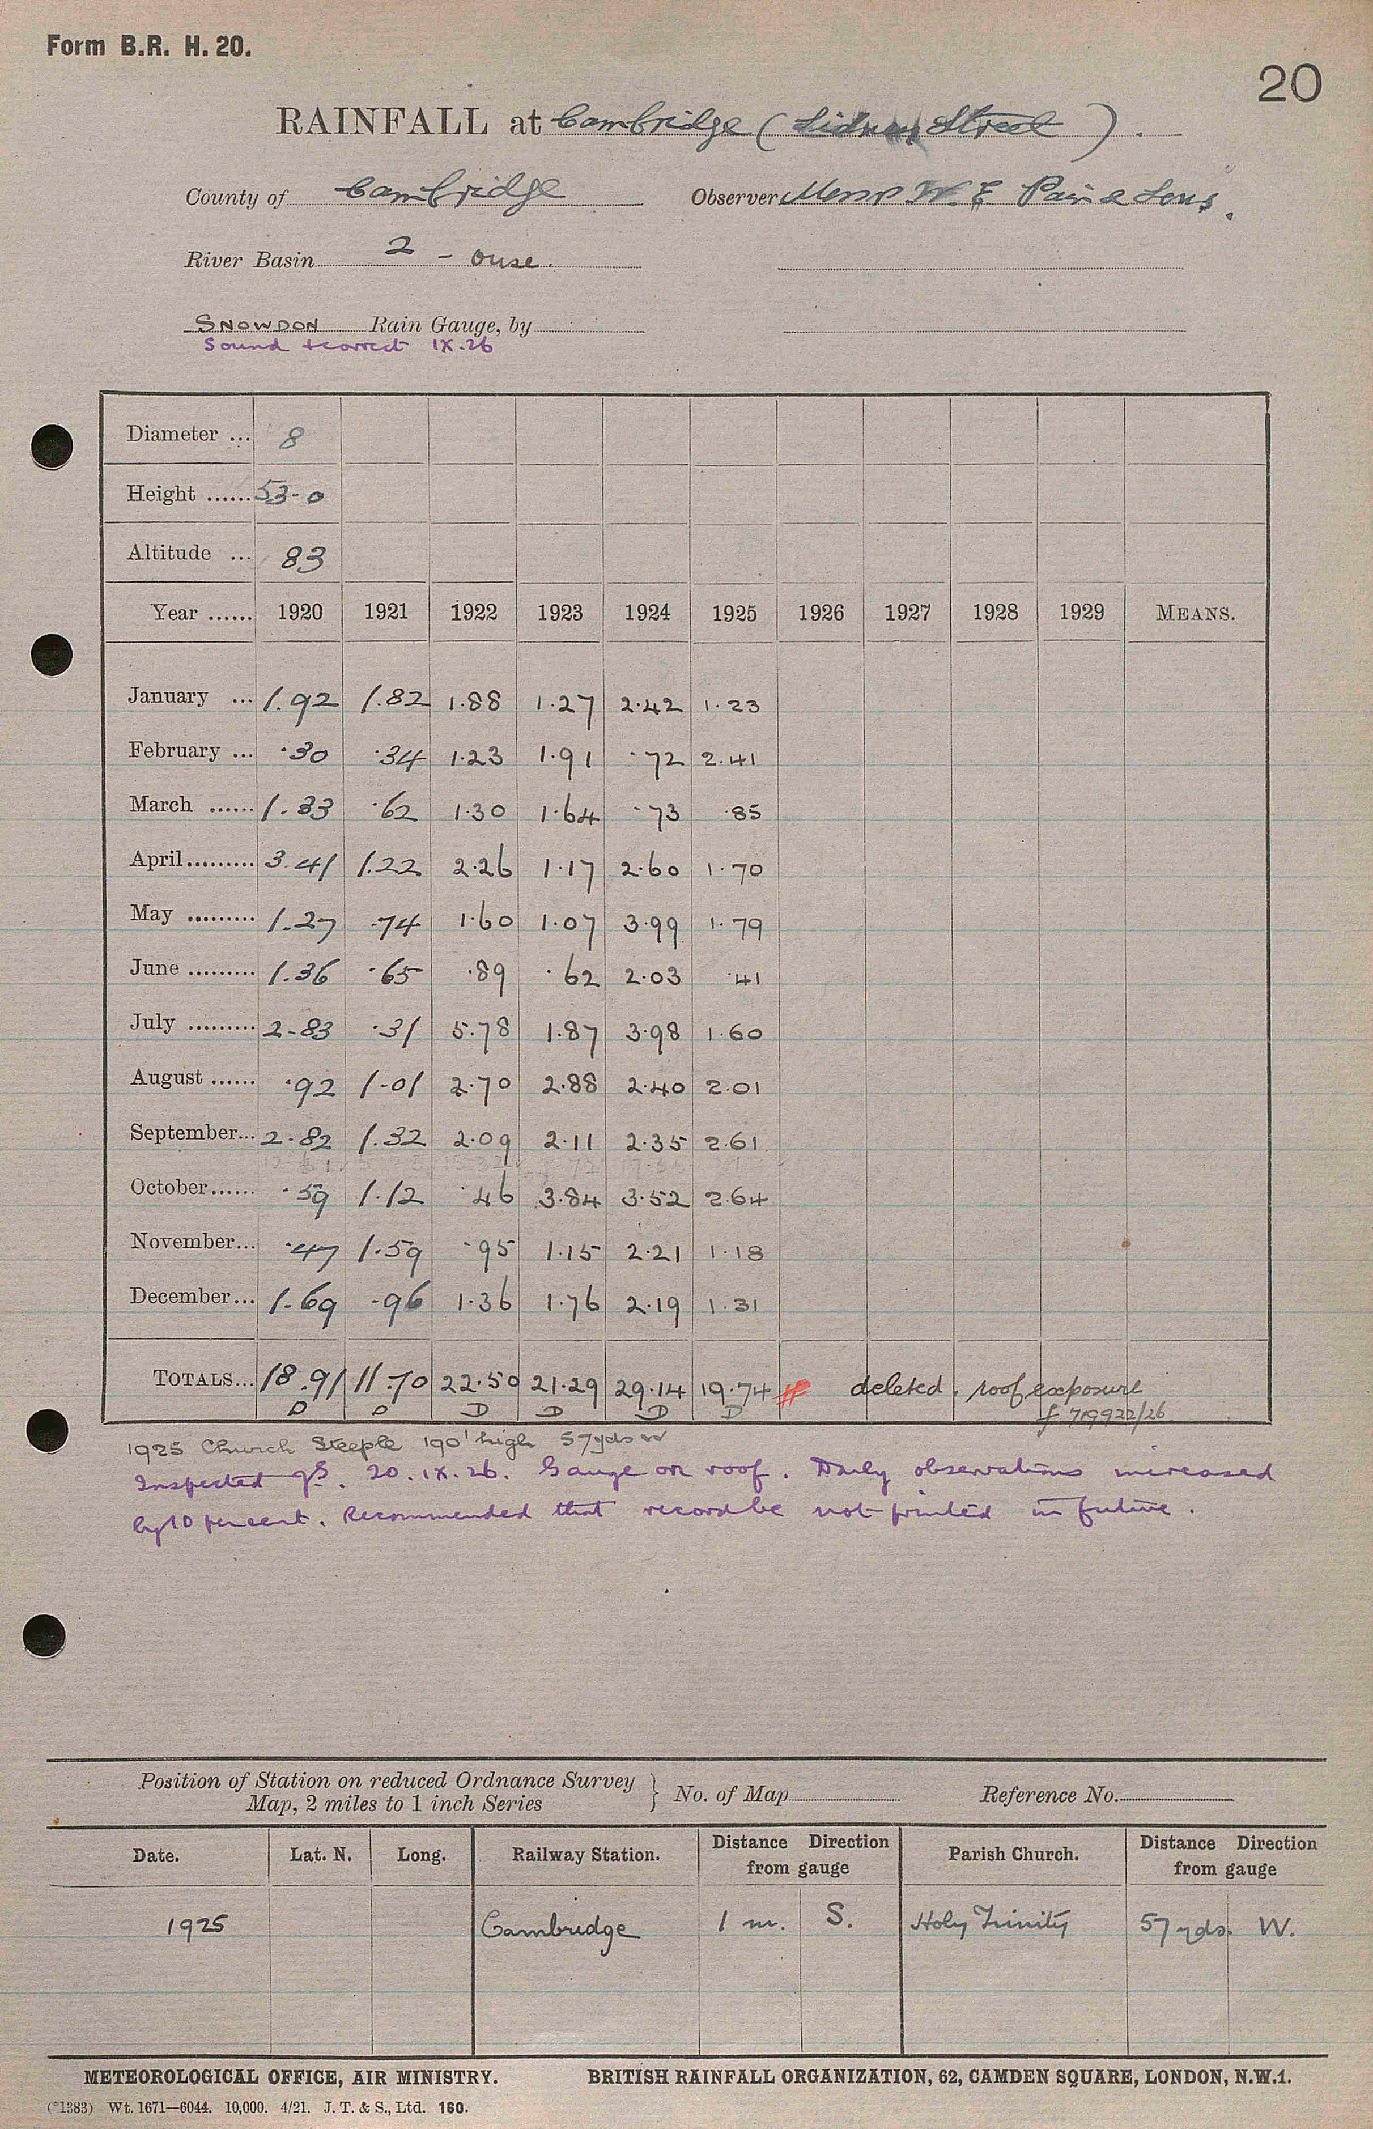 Form B.R. H. 20.
20
RAINFALL at Cambridge (Sidney Street).
County of Cambridge Observer Messrs W. E. Pain & Sons.
River Basin 2 - Ouse.
SNOWDON Rain Gauge, by
Sound & correct IX.26
Diameter ... 8
Height ...... 53-0
Altitude ... 83
Year ...... 1920 1921 1922 1923 1924 1925 1926 1927 1928 1929 MEANS.
January ... 1.92 1.82 1.88 1.27 2.42 1.23
February ... .30 .34 1.23 1.91 .72 2.41
March ...... 1.33 .62 1.30 1.64 .73 .85
April......... 3.41 1.22 2.26 1.17 2.60 1.70
May ......... 1.27 .74 1.60 1.07 3.99 1.79
June ......... 1.36 .65 .89 .62 2.03 .41
July ......... 2.83 .31 5.78 1.87 3.98 1.60
August ...... .92 1.01 2.70 2.88 2.40 2.01
September... 2.82 1.32 2.09 2.11 2.35 2.61
October...... .59 1.12 .46 3.84 3.52 2.64
November... .47 1.59 .95 1.15 2.21 1.18
December... 1.69 .96 1.36 1.76 2.19 1.31
TOTALS... 18.91 11.70 22.50 21.29 29.14 19.74 # deleted, roof exposure
D D D D D D f 719922/26
1925 Church Steeple 190' high 57yds W
Inspected 20.IX.26. Gauge on roof. Daily observations increased
by 10 per cent. Recommended that record be not printed in future.
Position of Station on reduced Ordnance Survey
Map, 2 miles to 1 inch Series } No. of Map Reference No.
Date. Lat. N. Long. Railway Station. Distance Direction from gauge Parish Church. Distance Direction from gauge
1925 Cambridge 1 m. S. Holy Trinity 57 yds. W.
METEOROLOGICAL OFFICE, AIR MINISTRY. BRITISH RAINFALL ORGANIZATION, 62, CAMDEN SQUARE, LONDON, N.W.1.
(*1383) Wt. 1671—6044. 10,000. 4/21. J. T. & S., Ltd. 160.